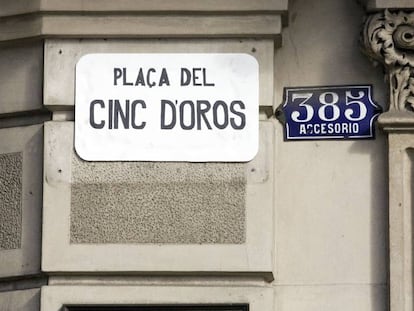 PLAÇA DEL
CINC D'OROS
385
ACCESORIO